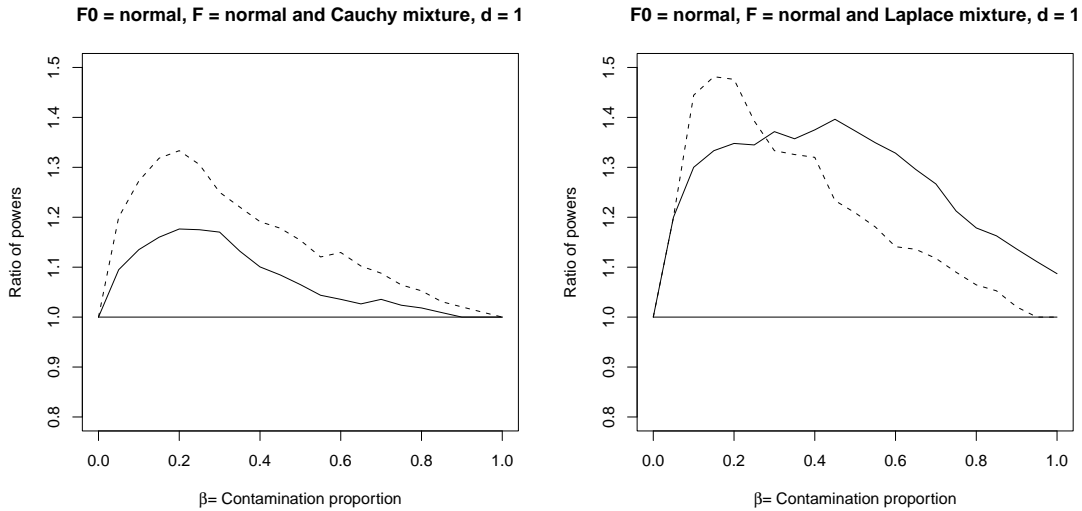 F0 = normal, F = normal and Cauchy mixture, d = 1
Ratio of powers
1.5
1.4
1.3
1.2
1.1
1.0
0.9
0.8
0.0 0.2 0.4 0.6 0.8 1.0
β= Contamination proportion
F0 = normal, F = normal and Laplace mixture, d = 1
Ratio of powers
1.5
1.4
1.3
1.2
1.1
1.0
0.9
0.8
0.0 0.2 0.4 0.6 0.8 1.0
β= Contamination proportion